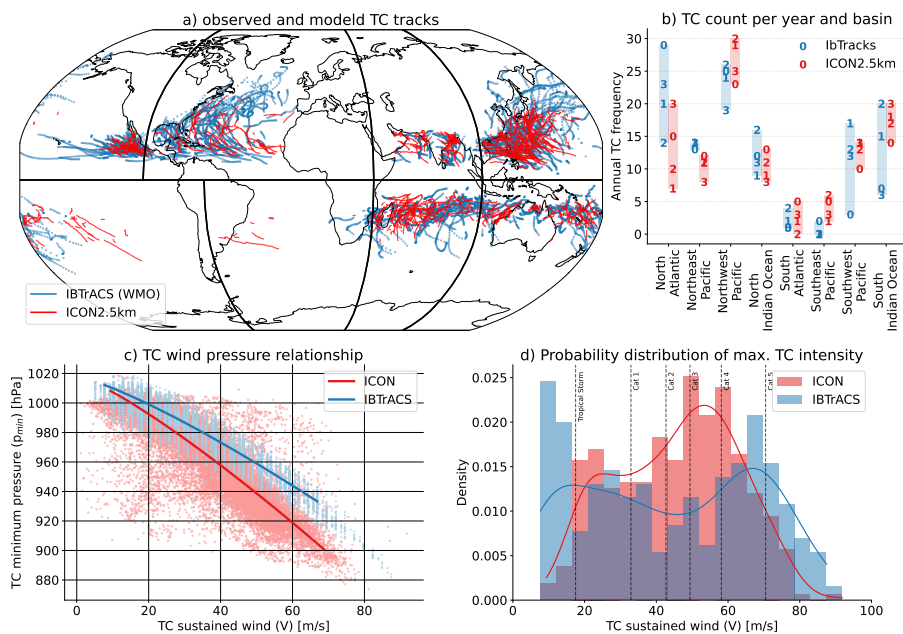 a) observed and modeld TC tracks
IBTrACS (WMO)
ICON2.5km
b) TC count per year and basin
0 IbTracks
0 ICON2.5km
Annual TC frequency
30
25
20
15
10
5
0
North
Atlantic
Northeast
Pacific
Northwest
Pacific
North
Indian Ocean
South
Atlantic
Southeast
Pacific
Southwest
Pacific
South
Indian Ocean
c) TC wind pressure relationship
ICON
IBTrACS
TC minimum pressure (pmin) [hPa]
1020
1000
980
960
940
920
900
880
0 20 40 60 80
TC sustained wind (V) [m/s]
d) Probability distribution of max. TC intensity
Tropical Storm
Cat 1
Cat 2
Cat 3
Cat 4
Cat 5
ICON
IBTrACS
Density
0.025
0.020
0.015
0.010
0.005
0.000
0 20 40 60 80 100
TC sustained wind (V) [m/s]